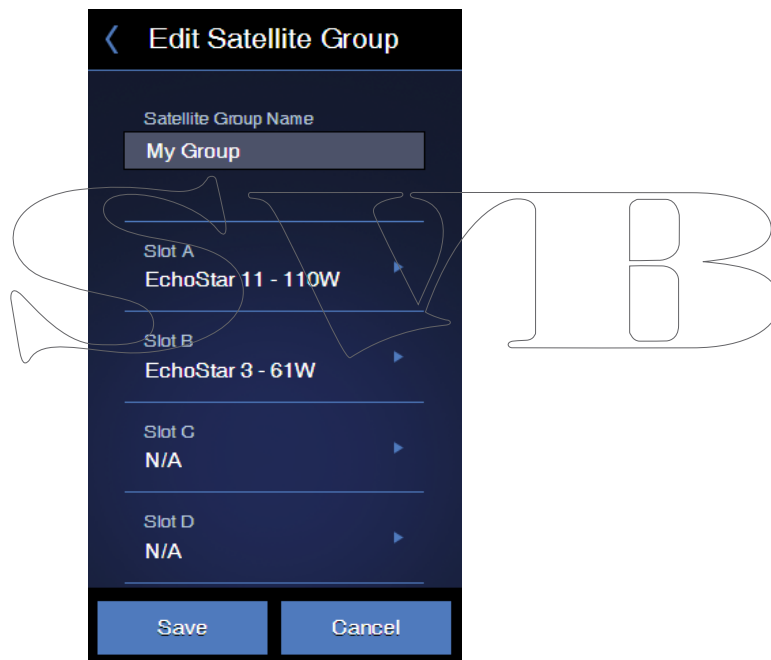 Edit Satellite Group
Satellite Group Name
My Group
Slot A
EchoStar 11 - 110W
Slot B
EchoStar 3 - 61W
Slot C
N/A
Slot D
N/A
Save Cancel
SVB